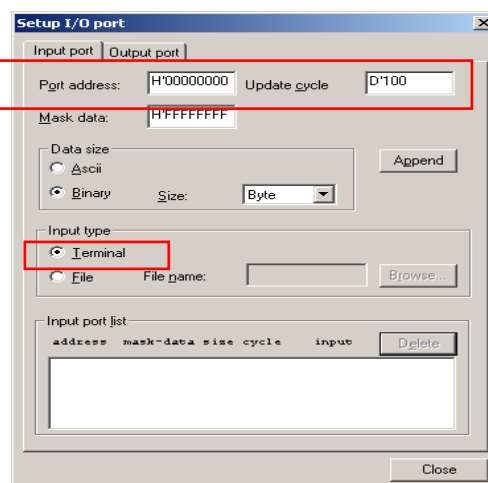 Setup I/O port
Input port Output port
Port address: H'00000000 Update cycle D'100
Mask data: H'FFFFFFFF
Data size
Ascii
Binary Size: Byte
Append
Input type
Terminal
File File name: Browse...
Input port list
address mask-data size cycle input Delete
Close